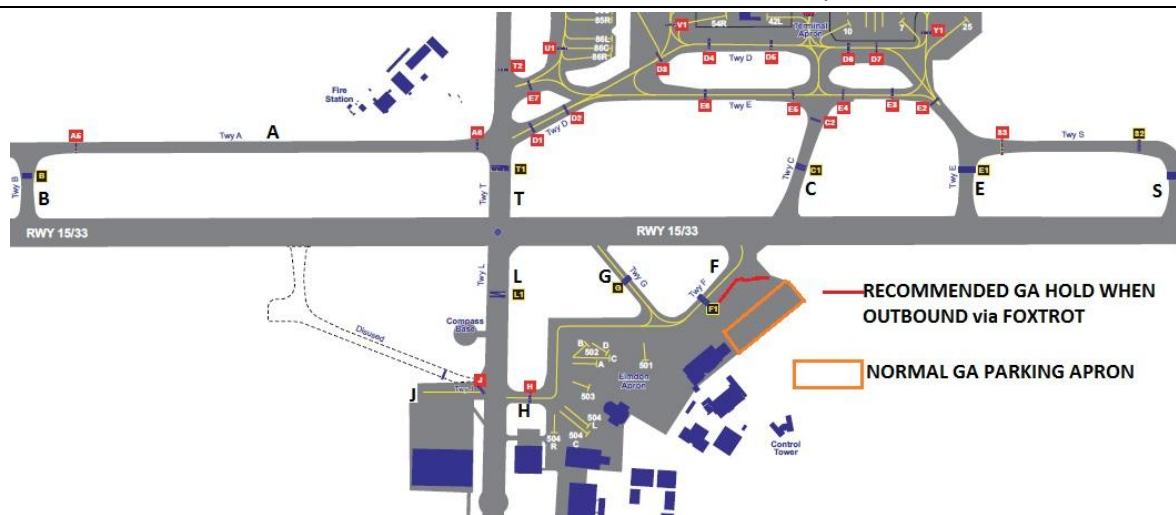 85R
86L
86C
86R
U1
T2
E7
V1
54R
42L
Terminal
Apron
10
7
Y1
25
D3
D4
D5
D6
D7
Twy D
E6
Twy E
E5
E4
E3
E2
C2
D2
D1
Twy D
Fire
Station
A5
Twy A
A
A6
S3
Twy S
S2
B
Twy B
B
T1
Twy T
T
Twy C
C1
C
Twy E
E1
E
S
RWY 15/33
RWY 15/33
Twy L
L
L1
G
Twy G
G
F
Twy F
F1
RECOMMENDED GA HOLD WHEN
OUTBOUND via FOXTROT
Disused
Compass
Base
B
D
502
C
A
501
Elmdon
Apron
NORMAL GA PARKING APRON
J
J
H
H
503
504
L
504
R
504
C
Control
Tower